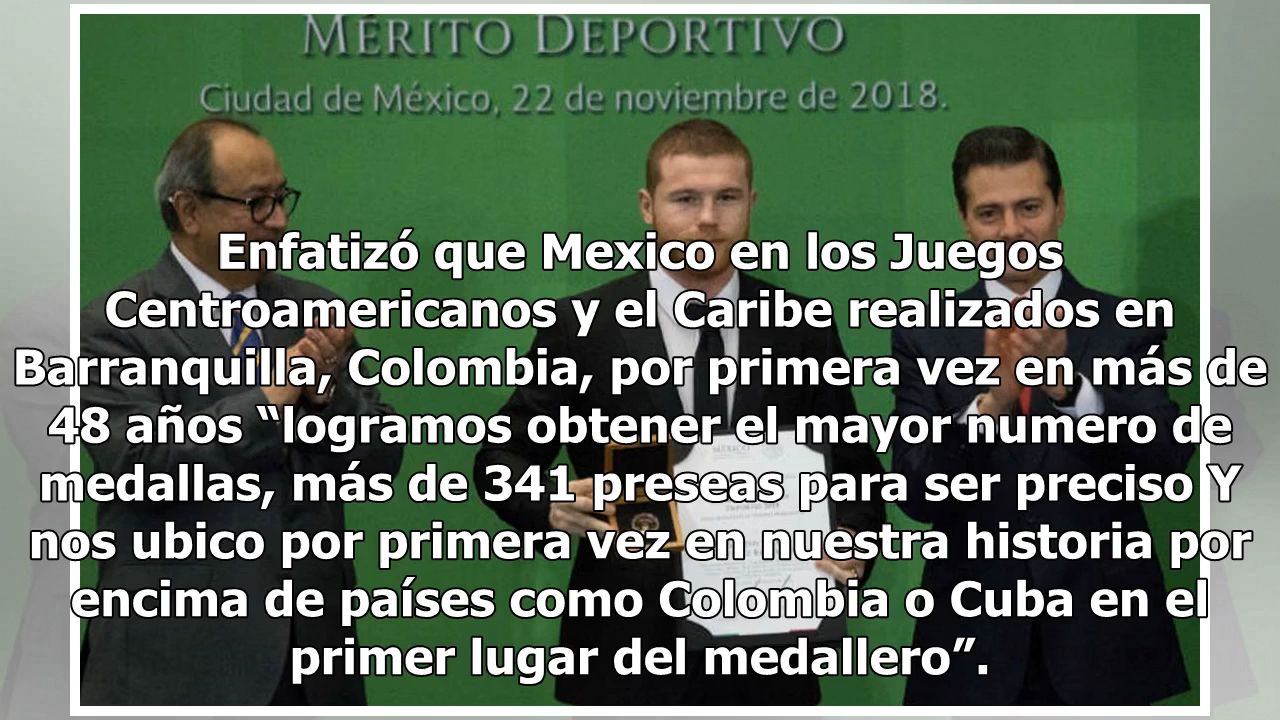 MÉRITO DEPORTIVO
Ciudad de México, 22 de noviembre de 2018.
Enfatizó que Mexico en los Juegos
Centroamericanos y el Caribe realizados en
Barranquilla, Colombia, por primera vez en más de
48 años “logramos obtener el mayor numero de
medallas, más de 341 preseas para ser preciso Y
nos ubico por primera vez en nuestra historia por
encima de países como Colombia o Cuba en el
primer lugar del medallero”.
MÉXICO